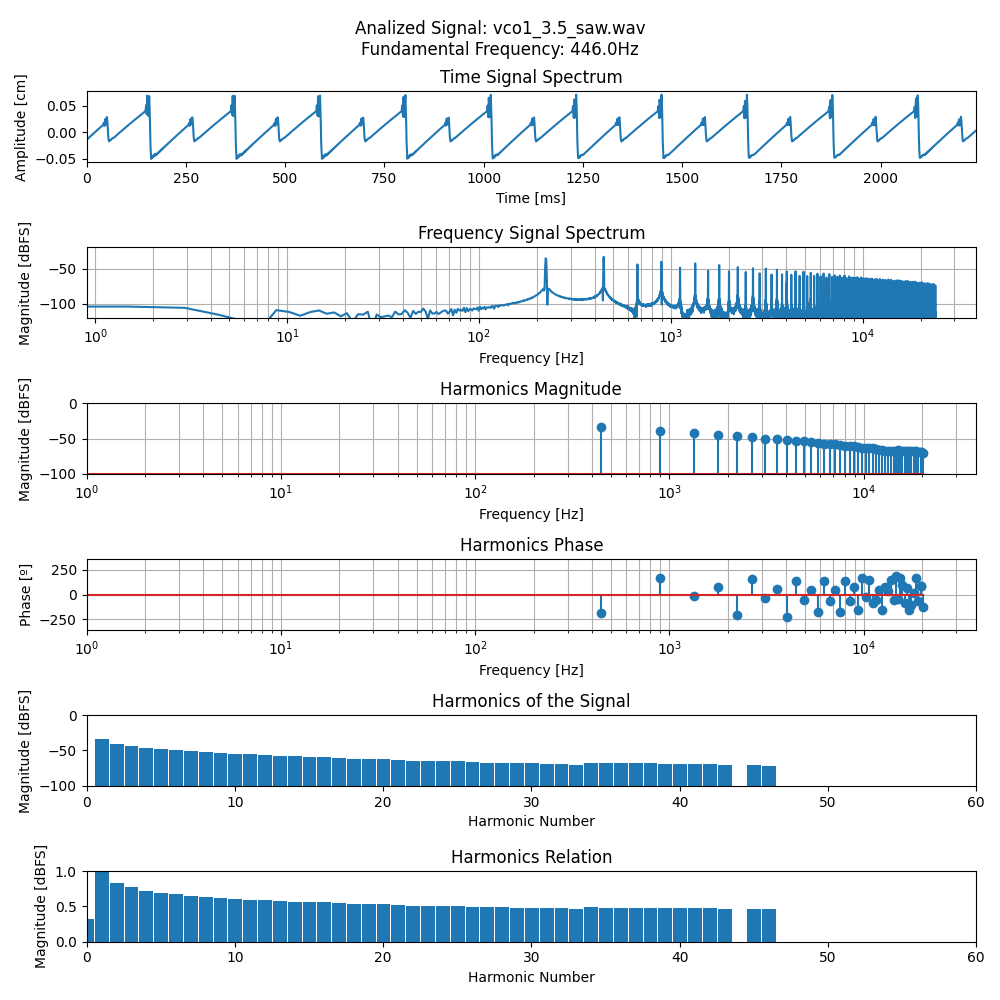 Analized Signal: vco1_3.5_saw.wav
Fundamental Frequency: 446.0Hz
Time Signal Spectrum
Amplitude [cm]
0.05
0.00
−0.05
0 250 500 750 1000 1250 1500 1750 2000
Time [ms]
Frequency Signal Spectrum
Magnitude [dBFS]
−50
−100
10^0 10^1 10^2 10^3 10^4
Frequency [Hz]
Harmonics Magnitude
Magnitude [dBFS]
0
−50
−100
10^0 10^1 10^2 10^3 10^4
Frequency [Hz]
Harmonics Phase
Phase [º]
250
0
−250
10^0 10^1 10^2 10^3 10^4
Frequency [Hz]
Harmonics of the Signal
Magnitude [dBFS]
0
−50
−100
0 10 20 30 40 50 60
Harmonic Number
Harmonics Relation
Magnitude [dBFS]
1.0
0.5
0.0
0 10 20 30 40 50 60
Harmonic Number